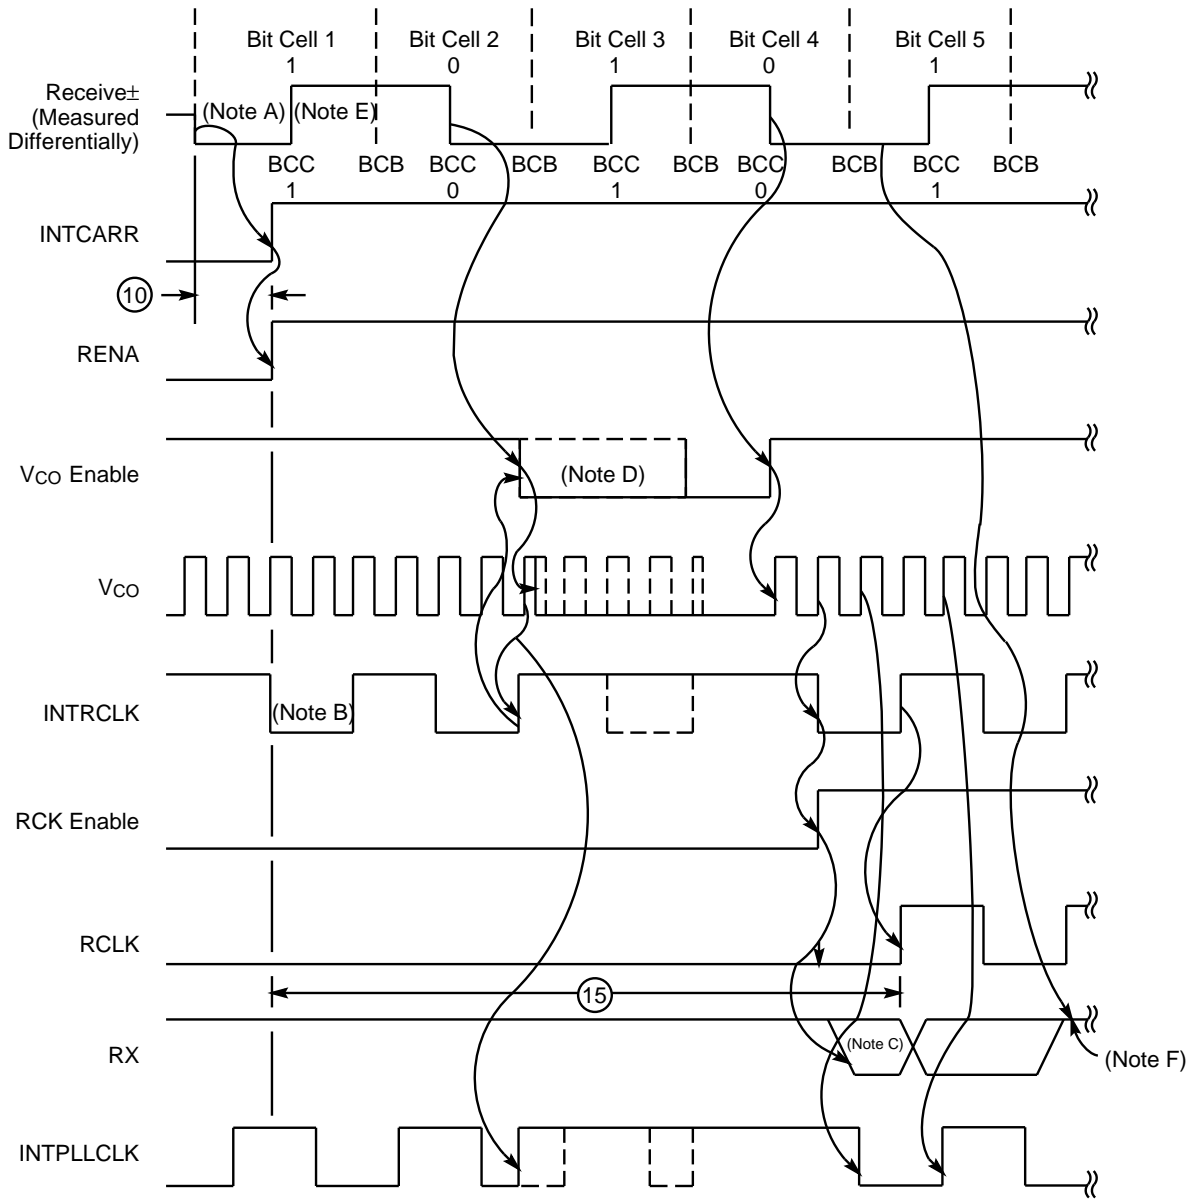 Bit Cell 1 Bit Cell 2 Bit Cell 3 Bit Cell 4 Bit Cell 5
1 0 1 0 1
Receive±
(Measured
Differentially)
(Note A) (Note E)
BCC BCB BCC BCB BCC BCB BCC BCB BCC BCB
1 0 1 0 1
INTCARR
10
RENA
VCO Enable
(Note D)
VCO
INTRCLK
(Note B)
RCK Enable
RCLK
15
RX
(Note C)
(Note F)
INTPLLCLK